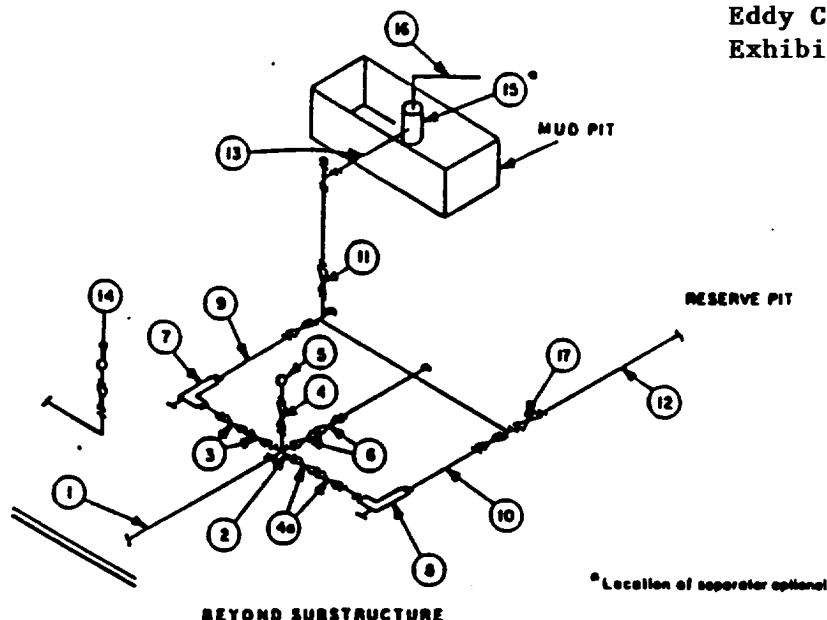 Eddy C
Exhibi
16
15 *
MUD PIT
13
11
14
9
RESERVE PIT
7
5
17
4
12
3
6
1
2
4a
10
8
* Location of separator optional
BEYOND SUBSTRUCTURE